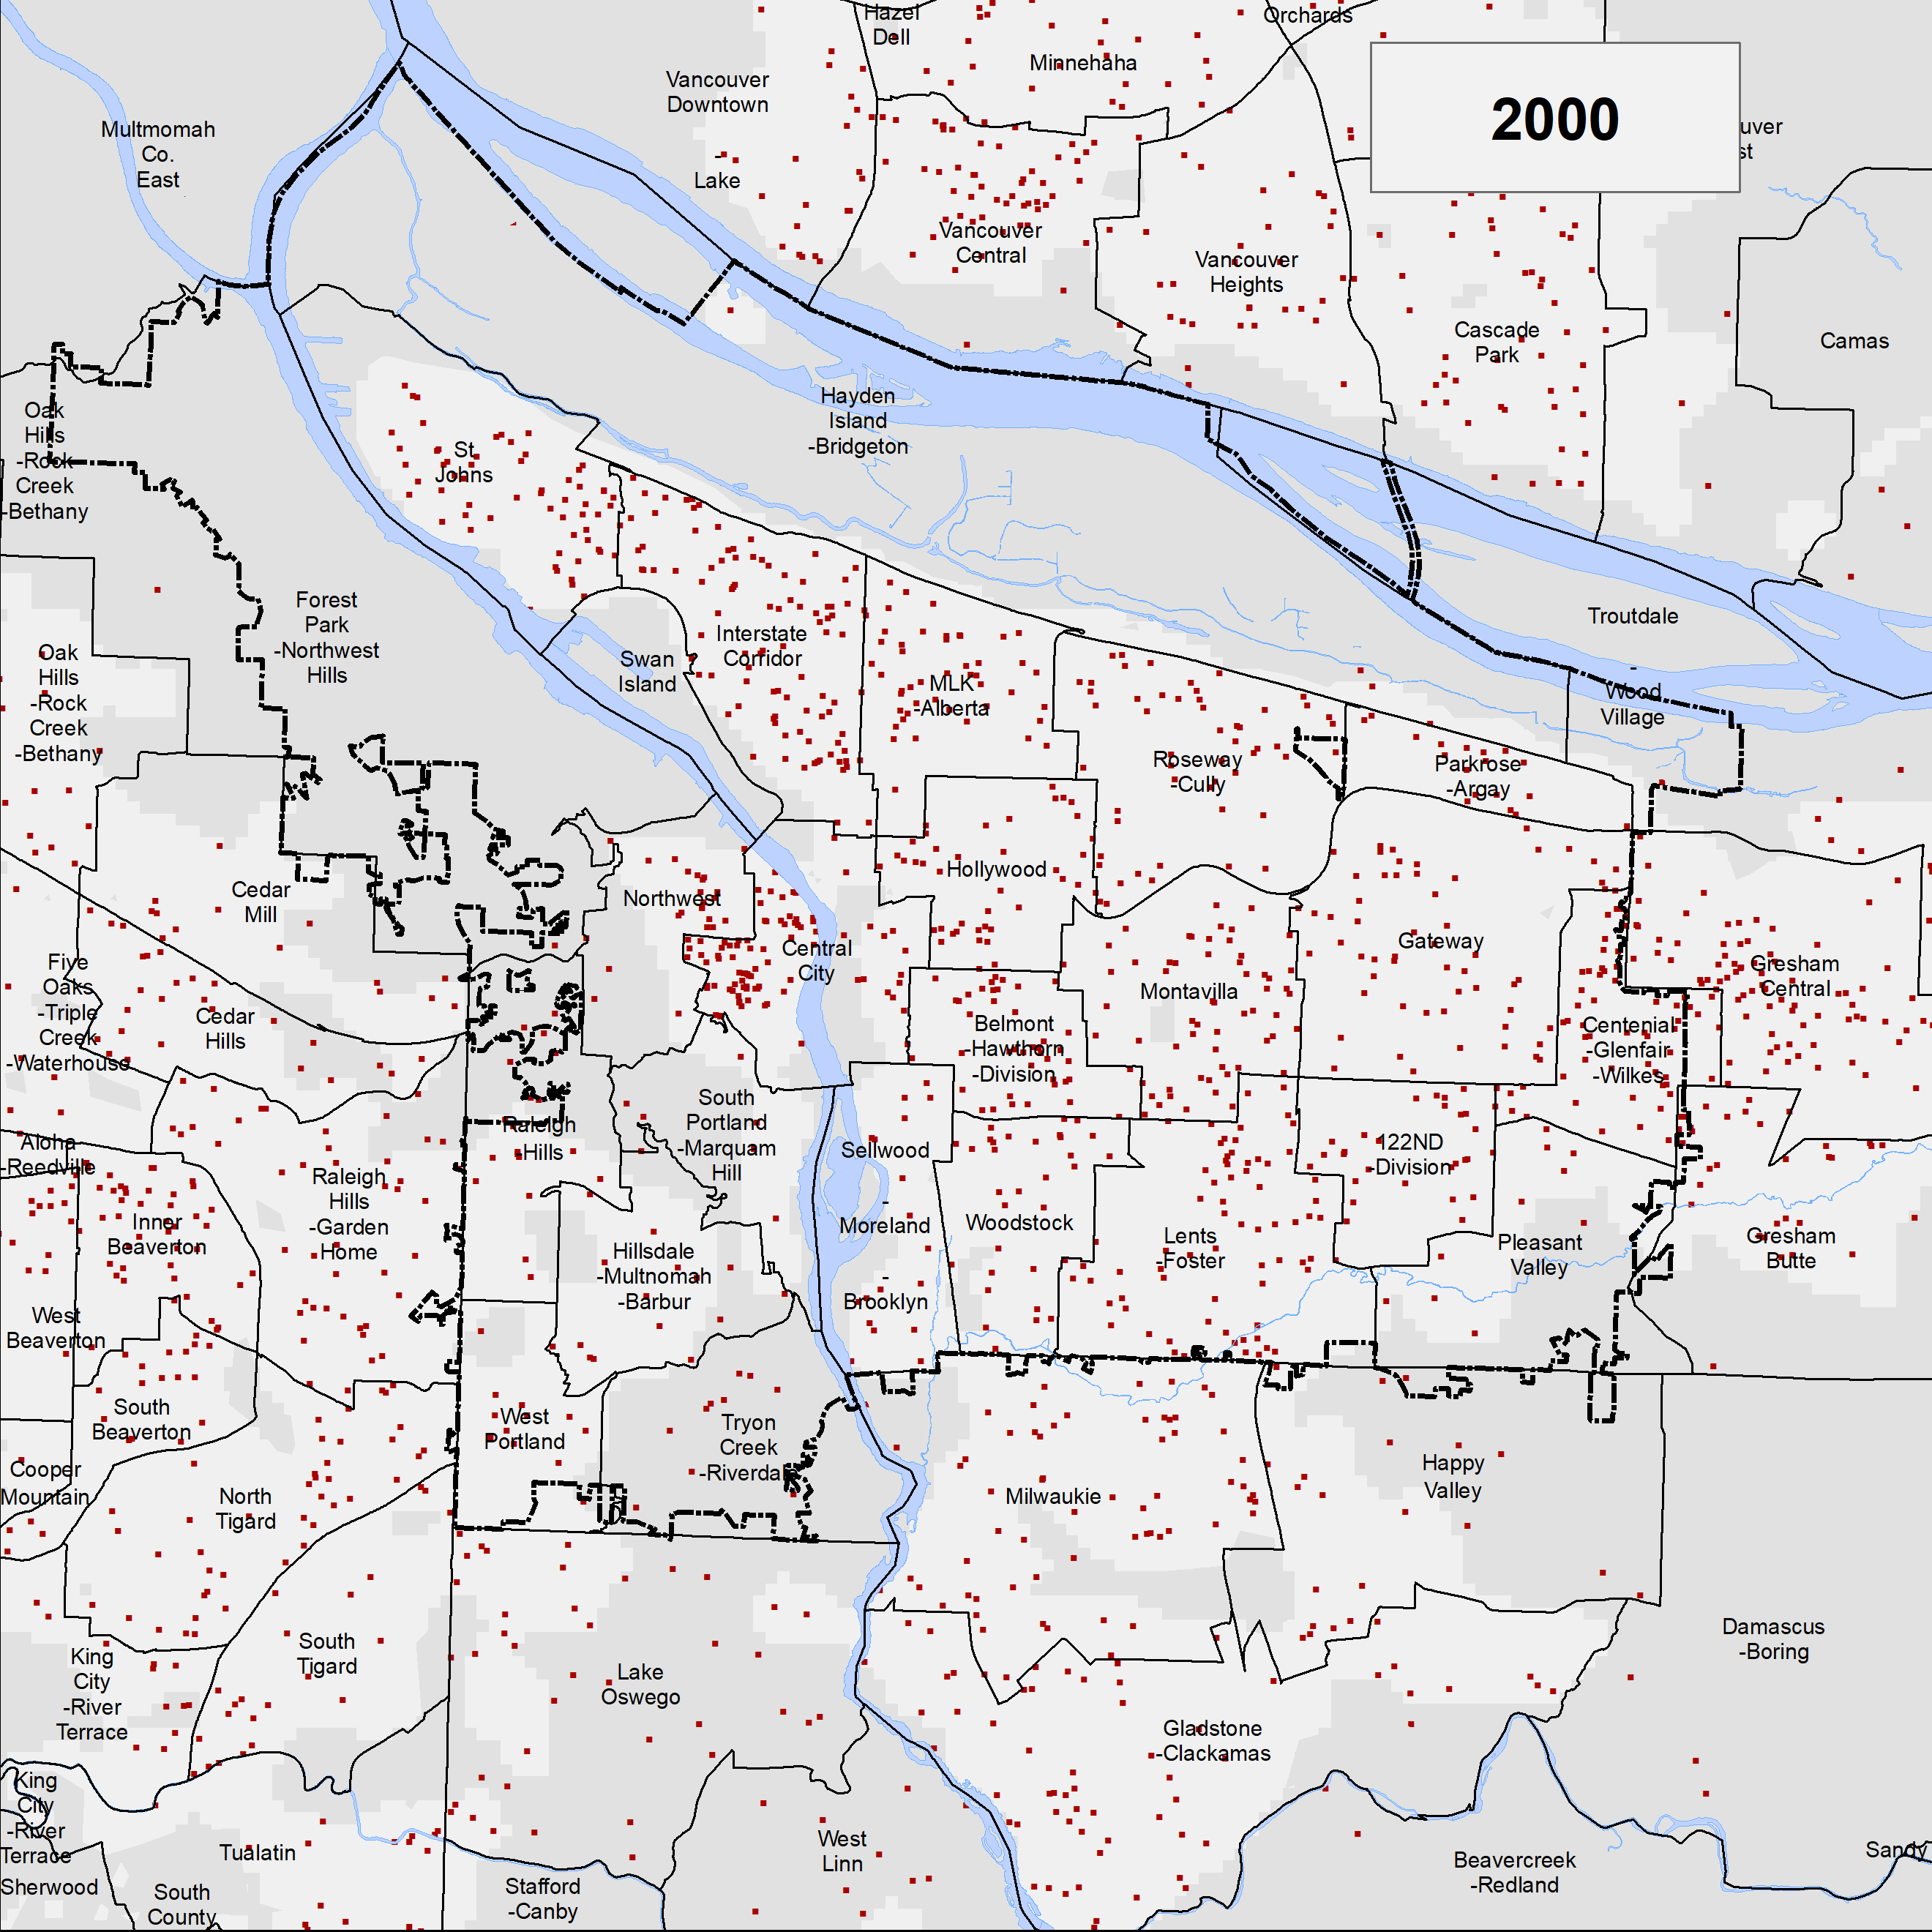 Hazel
Dell
Orchards
Minnehaha
2000
Vancouver
Downtown
-
Lake
Multmomah
Co.
East
Vancouver
Central
Vancouver
Heights
Cascade
Park
Camas
Hayden
Island
-Bridgeton
Oak
Hills
-Rock
Creek
-Bethany
St
Johns
Forest
Park
-Northwest
Hills
Troutdale
-
Wood
Village
Interstate
Corridor
Swan
Island
MLK
-Alberta
Oak
Hills
-Rock
Creek
-Bethany
Roseway
-Cully
Parkrose
-Argay
Hollywood
Cedar
Mill
Northwest
Central
City
Gateway
Montavilla
Gresham
Central
Five
Oaks
-Triple
Creek
-Waterhouse
Cedar
Hills
Belmont
-Hawthorn
-Division
Centenial
-Glenfair
-Wilkes
South
Portland
-Marquam
Hill
Raleigh
-Hills
Sellwood
-
Moreland
-
Brooklyn
122ND
-Division
Aloha
-Reedville
Raleigh
Hills
-Garden
Home
Inner
Beaverton
Woodstock
Lents
-Foster
Pleasant
Valley
Gresham
Butte
Hillsdale
-Multnomah
-Barbur
West
Beaverton
South
Beaverton
West
Portland
Tryon
Creek
-Riverdale
Happy
Valley
Cooper
Mountain
North
Tigard
Milwaukie
South
Tigard
Lake
Oswego
Damascus
-Boring
King
City
-River
Terrace
Gladstone
-Clackamas
King
City
-River
Terrace
Tualatin
West
Linn
Beavercreek
-Redland
Sandy
Sherwood
South
County
Stafford
-Canby